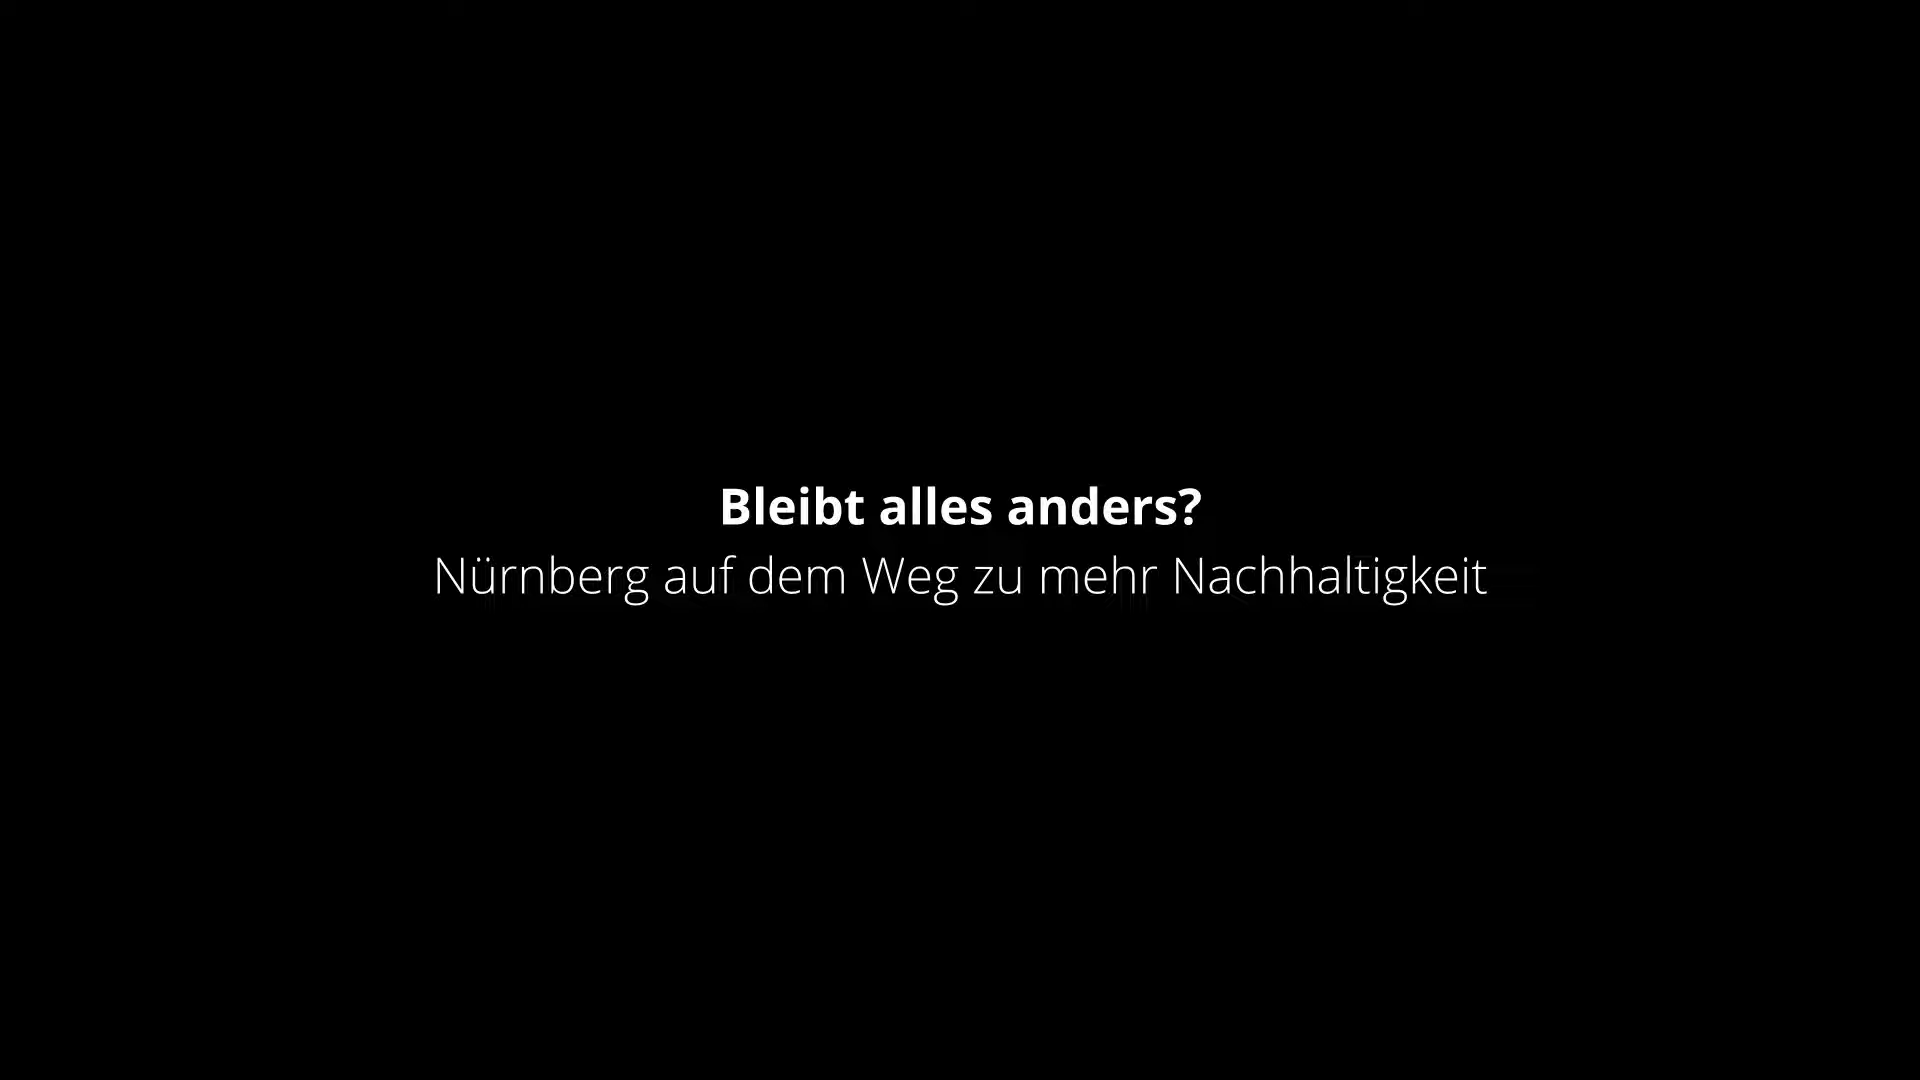 Bleibt alles anders?
Nürnberg auf dem Weg zu mehr Nachhaltigkeit